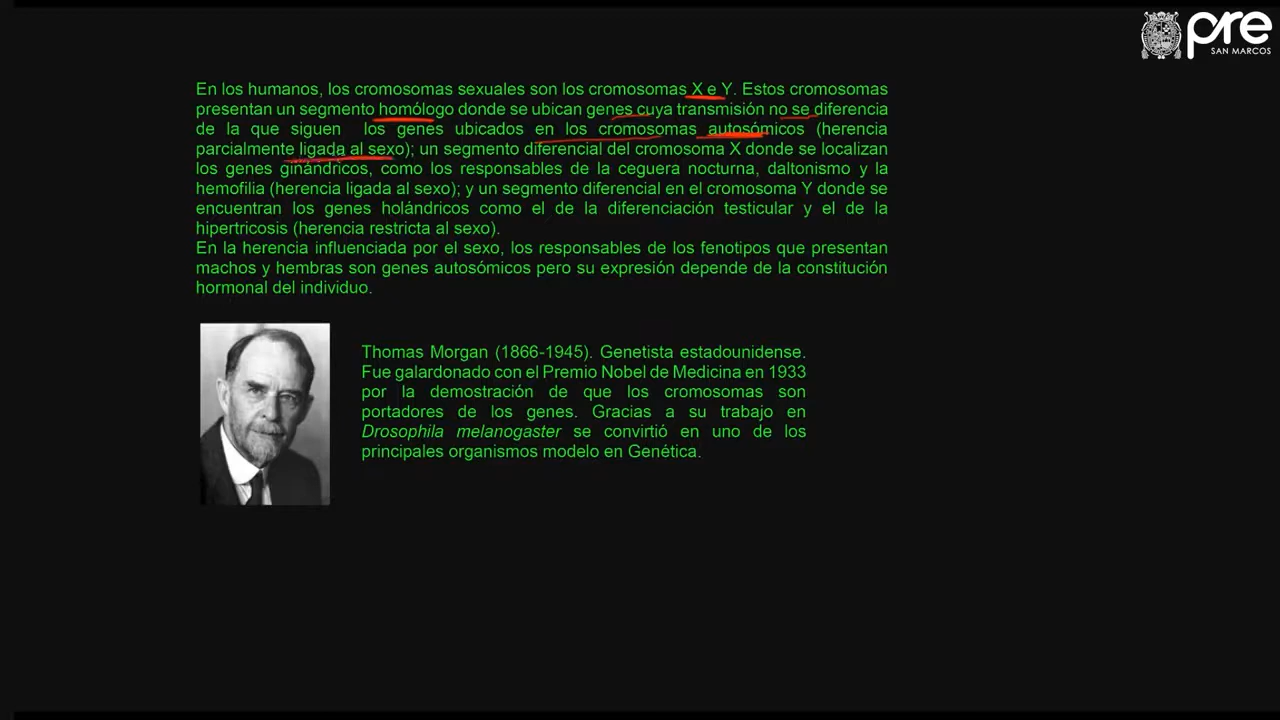 pre
SAN MARCOS
En los humanos, los cromosomas sexuales son los cromosomas X e Y. Estos cromosomas
presentan un segmento homólogo donde se ubican genes cuya transmisión no se diferencia
de la que siguen los genes ubicados en los cromosomas autosómicos (herencia
parcialmente ligada al sexo); un segmento diferencial del cromosoma X donde se localizan
los genes ginándricos, como los responsables de la ceguera nocturna, daltonismo y la
hemofilia (herencia ligada al sexo); y un segmento diferencial en el cromosoma Y donde se
encuentran los genes holándricos como el de la diferenciación testicular y el de la
hipertricosis (herencia restricta al sexo).
En la herencia influenciada por el sexo, los responsables de los fenotipos que presentan
machos y hembras son genes autosómicos pero su expresión depende de la constitución
hormonal del individuo.
Thomas Morgan (1866-1945). Genetista estadounidense.
Fue galardonado con el Premio Nobel de Medicina en 1933
por la demostración de que los cromosomas son
portadores de los genes. Gracias a su trabajo en
Drosophila melanogaster se convirtió en uno de los
principales organismos modelo en Genética.